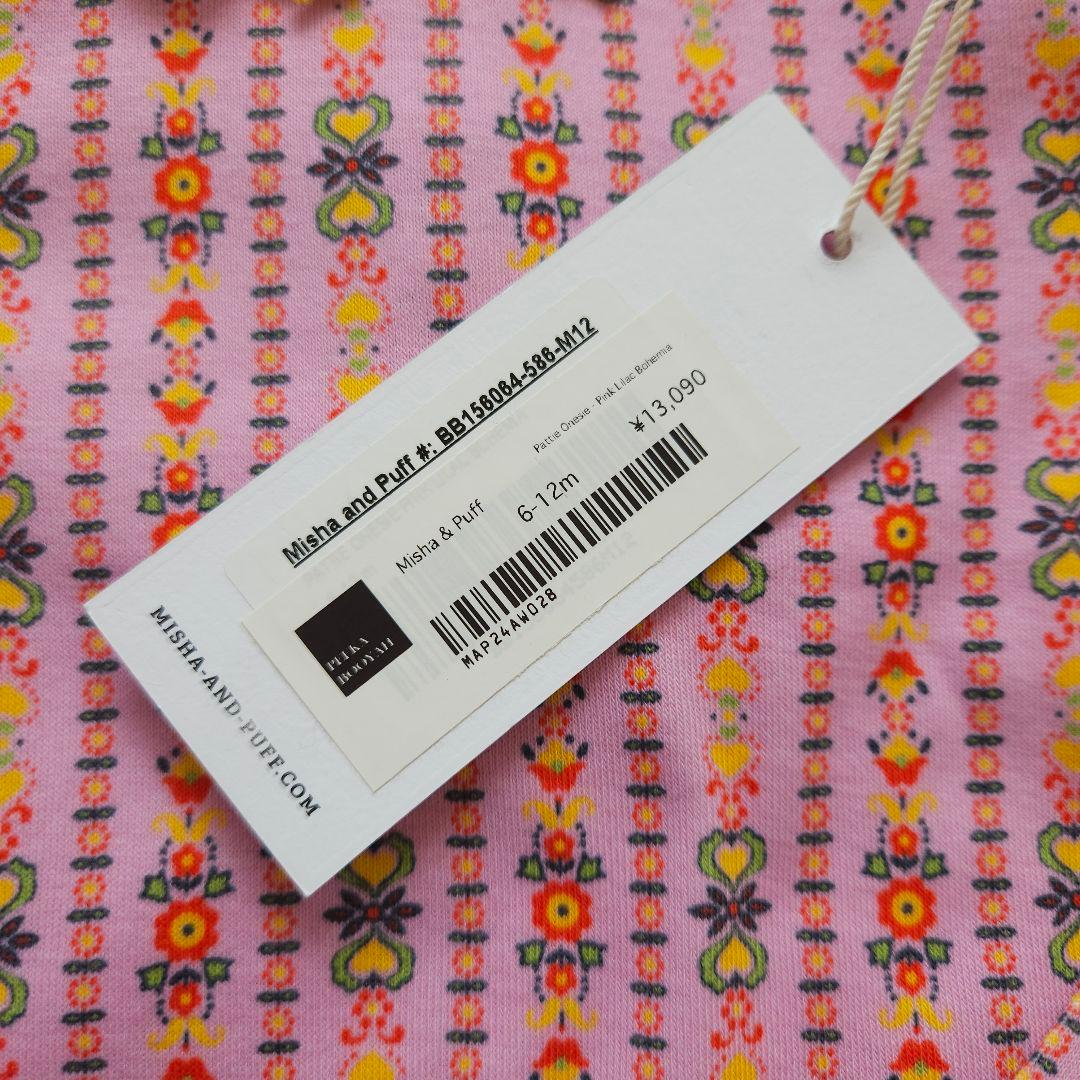 Misha and Puff #: BB156064-586-M12
Pattie Onesie - Pink Lilac Bohemia
Misha & Puff
6-12m
¥13,090
PEEKA
BOOYAH
MAP24AW028
MISHA-AND-PUFF.COM